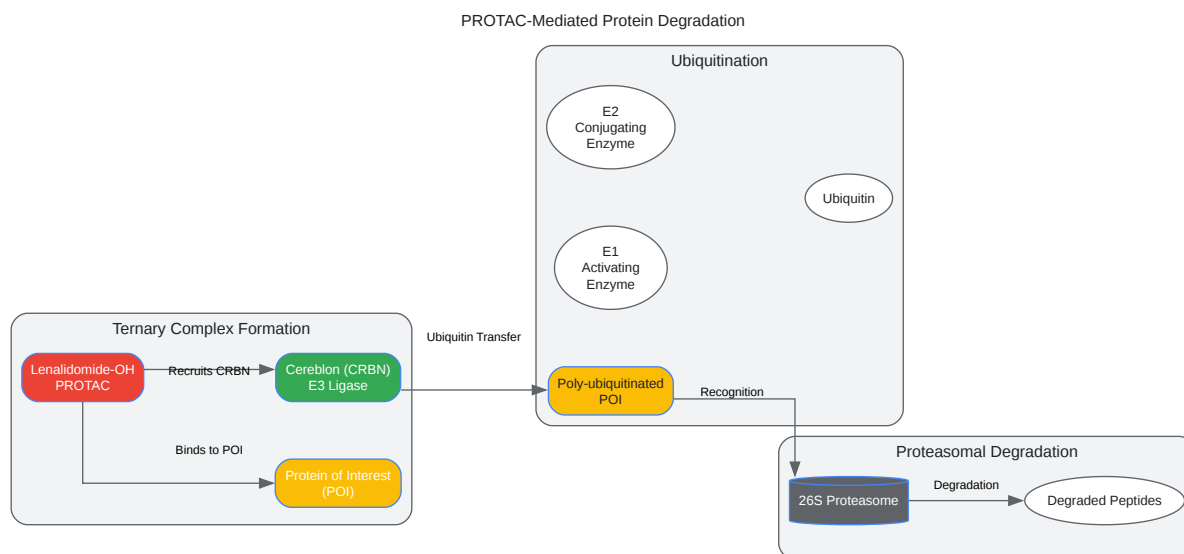 PROTAC-Mediated Protein Degradation
Ubiquitination
E2
Conjugating
Enzyme
Ubiquitin
E1
Activating
Enzyme
Ternary Complex Formation
Ubiquitin Transfer
Lenalidomide-OH
PROTAC
Recruits CRBN
Cereblon (CRBN)
E3 Ligase
Poly-ubiquitinated
POI
Recognition
Binds to POI
Protein of Interest
(POI)
Proteasomal Degradation
26S Proteasome
Degradation
Degraded Peptides